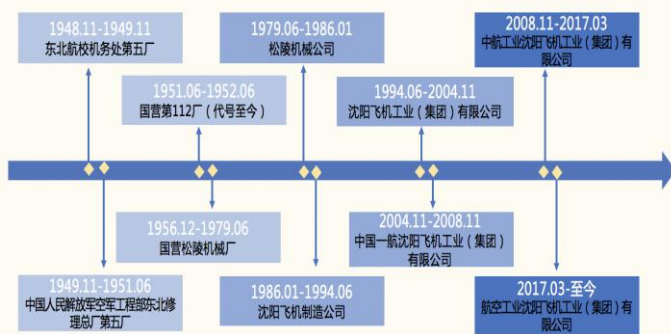 1948.11-1949.11
东北航校机务处第五厂
1979.06-1986.01
松陵机械公司
2008.11-2017.03
中航工业沈阳飞机工业（集团）有
限公司
1951.06-1952.06
国营第112厂（代号至今）
1994.06-2004.11
沈阳飞机工业（集团）有限公司
1956.12-1979.06
国营松陵机械厂
2004.11-2008.11
中国一航沈阳飞机工业（集团）
有限公司
1949.11-1951.06
中国人民解放军空军工程部东北修
理总厂第五厂
1986.01-1994.06
沈阳飞机制造公司
2017.03-至今
航空工业沈阳飞机工业（集团）有
限公司